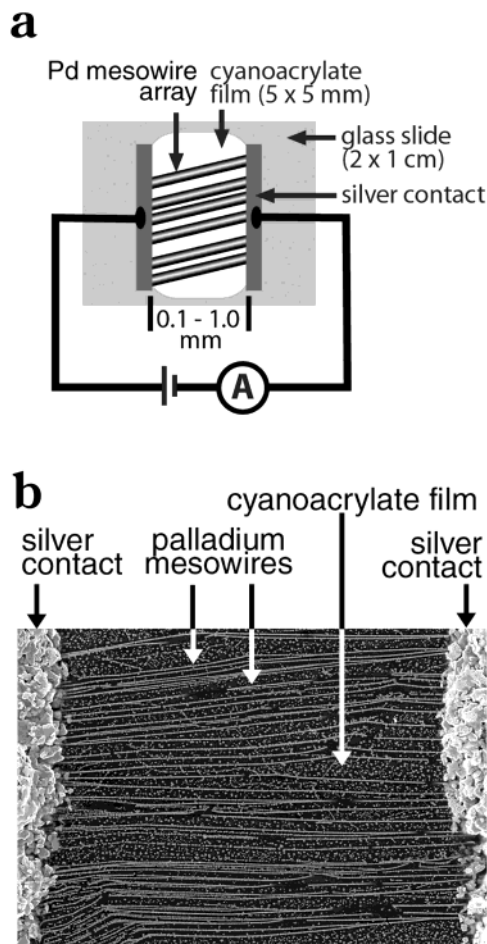 a
Pd mesowire cyanoacrylate
array film (5 x 5 mm)
glass slide
(2 x 1 cm)
silver contact
0.1 - 1.0
mm
A
b
cyanoacrylate film
silver palladium silver
contact mesowires contact